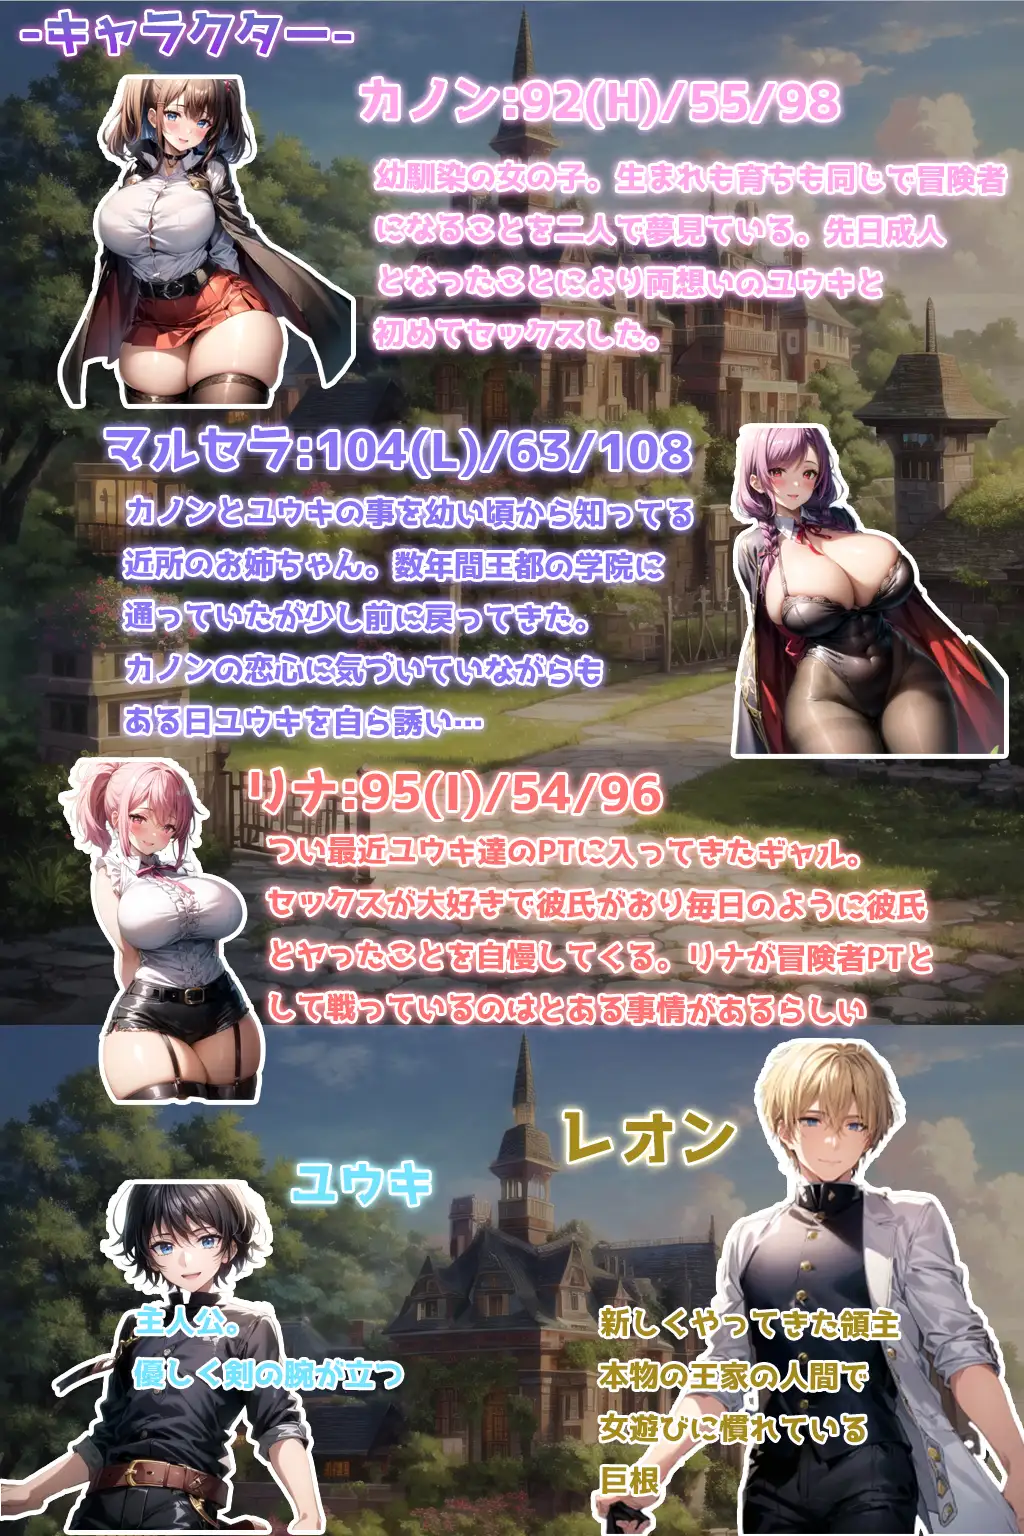 -キャラクター-
カノン:92(H)/55/98
幼馴染の女の子。生まれも育ちも同じで冒険者
になることを二人で夢見ている。先日成人
となったことにより両想いのユウキと
初めてセックスした。
マルセラ:104(L)/63/108
カノンとユウキの事を幼い頃から知ってる
近所のお姉ちゃん。数年間王都の学院に
通っていたが少し前に戻ってきた。
カノンの恋心に気づいていながらも
ある日ユウキを自ら誘い…
リナ:95(I)/54/96
つい最近ユウキ達のPTに入ってきたギャル。
セックスが大好きで彼氏がおり毎日のように彼氏
とヤったことを自慢してくる。リナが冒険者PTと
して戦っているのはとある事情があるらしい
レオン
ユウキ
主人公。
優しく剣の腕が立つ
新しくやってきた領主
本物の王家の人間で
女遊びに慣れている
巨根